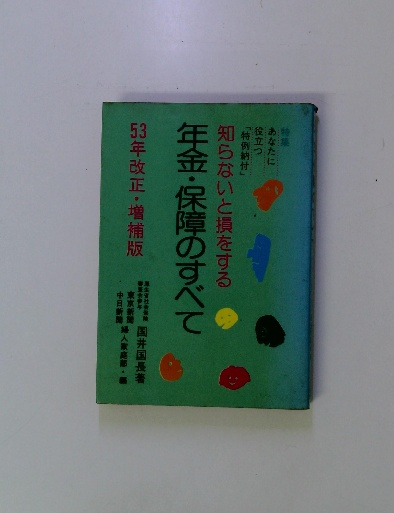 特集
あなたに
役立つ
「特例納付」
知らないと損をする
年金・保障のすべて
53年改正・増補版
国井国長著
東京新聞
中日新聞
婦人家庭部・編